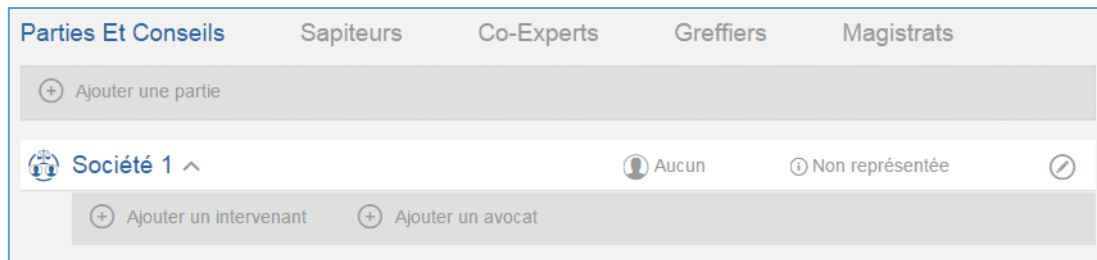 Parties Et Conseils Sapiteurs Co-Experts Greffiers Magistrats
Ajouter une partie
Société 1 Aucun Non représentée
Ajouter un intervenant Ajouter un avocat